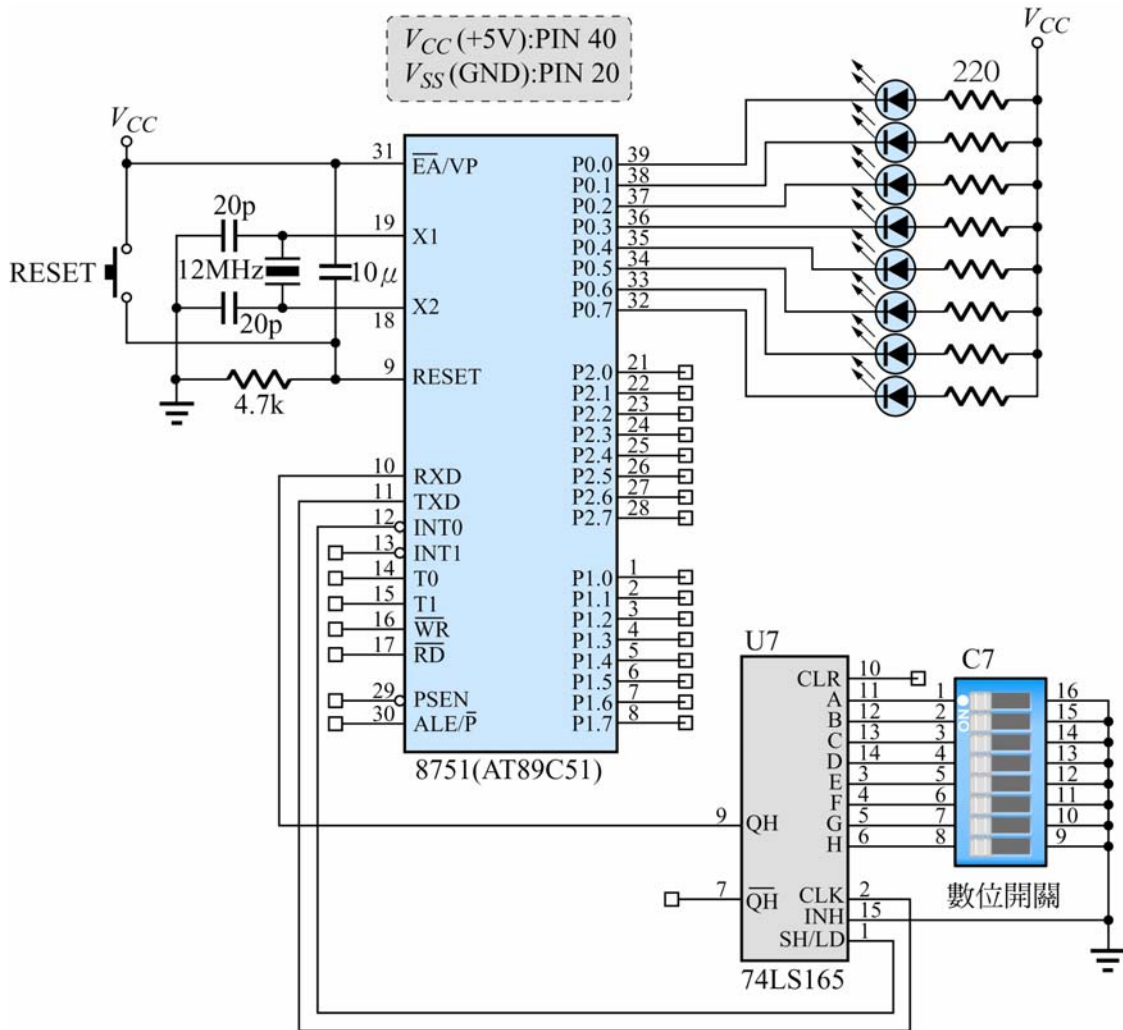 V_CC (+5V):PIN 40
V_SS (GND):PIN 20
V_CC
RESET
20p
12MHz
20p
10μ
4.7k
31 EA/VP
19 X1
18 X2
9 RESET
10 RXD
11 TXD
12 INT0
13 INT1
14 T0
15 T1
16 WR
17 RD
29 PSEN
30 ALE/P
P0.0 39
P0.1 38
P0.2 37
P0.3 36
P0.4 35
P0.5 34
P0.6 33
P0.7 32
P2.0 21
P2.1 22
P2.2 23
P2.3 24
P2.4 25
P2.5 26
P2.6 27
P2.7 28
P1.0 1
P1.1 2
P1.2 3
P1.3 4
P1.4 5
P1.5 6
P1.6 7
P1.7 8
8751(AT89C51)
V_CC
220
U7
CLR 10
A 11
B 12
C 13
D 14
E 3
F 4
G 5
H 6
9 QH
7 QH
CLK 2
INH 15
SH/LD 1
74LS165
C7
ON
1 16
2 15
3 14
4 13
5 12
6 11
7 10
8 9
數位開關